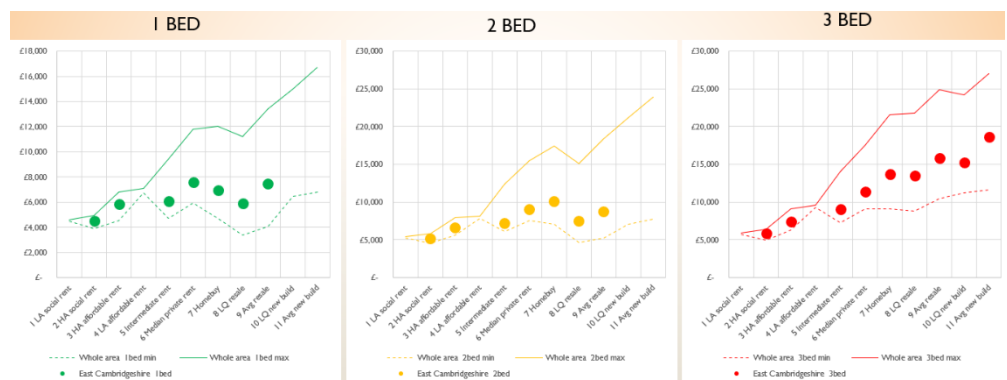 1 BED
£18,000
£16,000
£14,000
£12,000
£10,000
£8,000
£6,000
£4,000
£2,000
£-
1 LA social rent
2 HA social rent
3 HA affordable rent
4 LA affordable rent
5 Intermediate rent
6 Median private rent
7 Homebuy
8 LQ resale
9 Avg resale
10 LQ new build
11 Avg new build
Whole area 1bed min
Whole area 1bed max
East Cambridgeshire 1bed
2 BED
£30,000
£25,000
£20,000
£15,000
£10,000
£5,000
£-
1 LA social rent
2 HA social rent
3 HA affordable rent
4 LA affordable rent
5 Intermediate rent
6 Median private rent
7 Homebuy
8 LQ resale
9 Avg resale
10 LQ new build
11 Avg new build
Whole area 2bed min
Whole area 2bed max
East Cambridgeshire 2bed
3 BED
£30,000
£25,000
£20,000
£15,000
£10,000
£5,000
£-
1 LA social rent
2 HA social rent
3 HA affordable rent
4 LA affordable rent
5 Intermediate rent
6 Median private rent
7 Homebuy
8 LQ resale
9 Avg resale
10 LQ new build
11 Avg new build
Whole area 3bed min
Whole area 3bed max
East Cambridgeshire 3bed